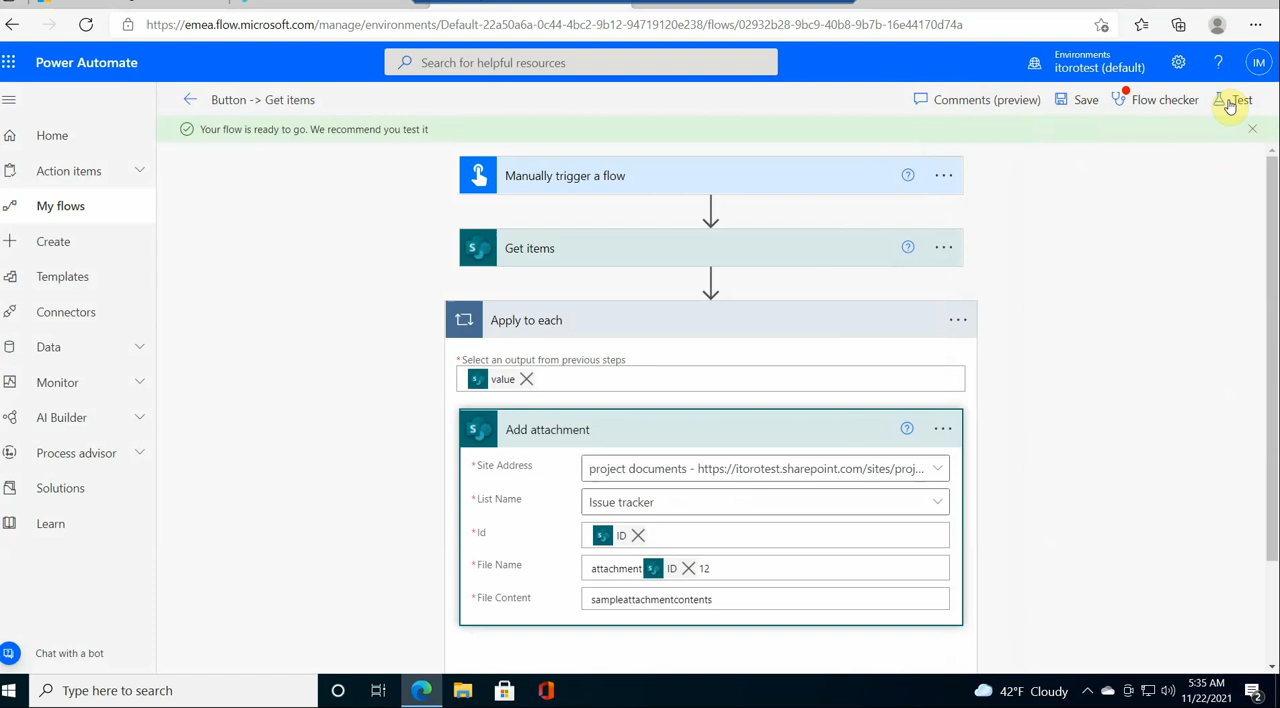 https://emea.flow.microsoft.com/manage/environments/Default-22a50a6a-0c44-4bc2-9b12-94719120e238/flows/02932b28-9bc9-40b8-9b7b-16e44170d74a
Power Automate
Search for helpful resources
Environments
itorotest (default)
?
IM
Button -> Get items
Comments (preview)
Save
Flow checker
Test
Your flow is ready to go. We recommend you test it
Home
Action items
My flows
Create
Templates
Connectors
Data
Monitor
AI Builder
Process advisor
Solutions
Learn
Chat with a bot
Manually trigger a flow
Get items
Apply to each
* Select an output from previous steps
value
Add attachment
* Site Address
project documents - https://itorotest.sharepoint.com/sites/proj...
* List Name
Issue tracker
* Id
ID
* File Name
attachment ID 12
* File Content
sampleattachmentcontents
Type here to search
42°F Cloudy
5:35 AM
11/22/2021
2